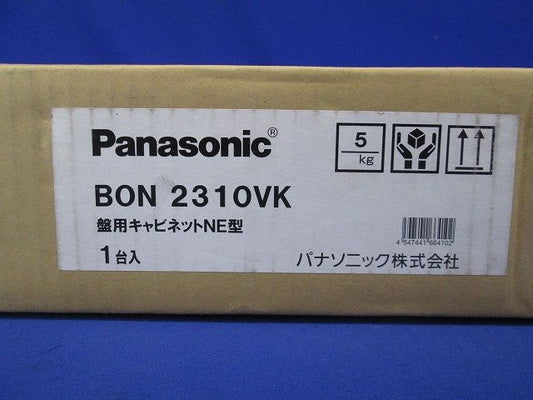 Panasonic®
5
kg
BON 2310VK
盤用キャビネットNE型
1台入
4547441664102
パナソニック株式会社